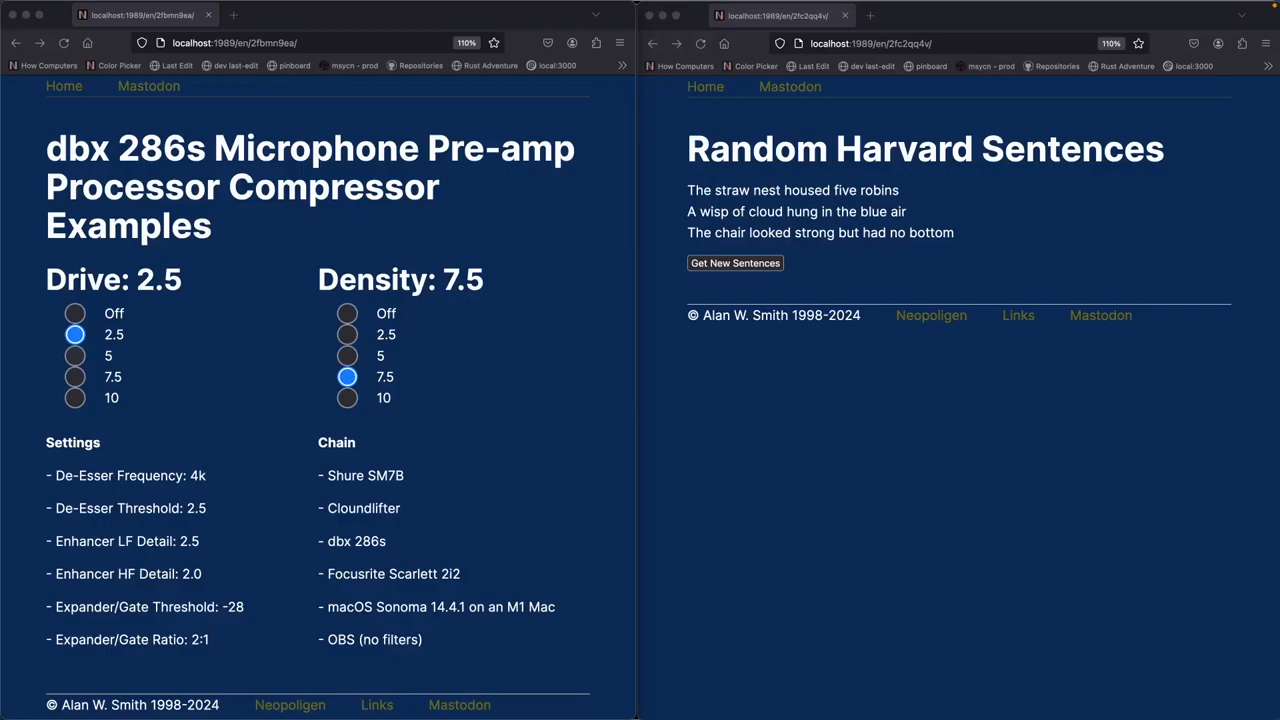 localhost:1989/en/2fbmn9ea/
localhost:1989/en/2fbmn9ea/
110%
How Computers
Color Picker
Last Edit
dev last-edit
pinboard
msycn - prod
Repositories
Rust Adventure
local:3000
Home Mastodon
dbx 286s Microphone Pre-amp
Processor Compressor
Examples
Drive: 2.5
Off
2.5
5
7.5
10
Density: 7.5
Off
2.5
5
7.5
10
Settings
- De-Esser Frequency: 4k
- De-Esser Threshold: 2.5
- Enhancer LF Detail: 2.5
- Enhancer HF Detail: 2.0
- Expander/Gate Threshold: -28
- Expander/Gate Ratio: 2:1
Chain
- Shure SM7B
- Cloundlifter
- dbx 286s
- Focusrite Scarlett 2i2
- macOS Sonoma 14.4.1 on an M1 Mac
- OBS (no filters)
© Alan W. Smith 1998-2024 Neopoligen Links Mastodon
localhost:1989/en/2fc2qq4v/
localhost:1989/en/2fc2qq4v/
110%
How Computers
Color Picker
Last Edit
dev last-edit
pinboard
msycn - prod
Repositories
Rust Adventure
local:3000
Home Mastodon
Random Harvard Sentences
The straw nest housed five robins
A wisp of cloud hung in the blue air
The chair looked strong but had no bottom
Get New Sentences
© Alan W. Smith 1998-2024 Neopoligen Links Mastodon